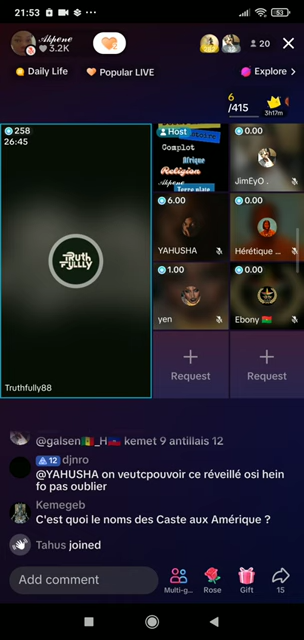 21:53
53
Akpene
3.2K
20
Daily Life
Popular LIVE
Explore >
6
/415
3h17m
258
26:45
Truth
FULLLY
Truthfully88
Host
Complot
Afrique
Religion
Akpene
Terre plate
0.00
JimEyO .
6.00
YAHUSHA
0.00
Hérétique ...
1.00
yen
0.00
Ebony 🇧🇫
+
Request
+
Request
@galsen🇸🇳_H🇭🇹 kemet 9 antillais 12
12 djnro
@YAHUSHA on veutcpouvoir ce réveillé osi hein
fo pas oublier
Kemegeb
C'est quoi le noms des Caste aux Amérique ?
Tahus joined
Add comment
Multi-g...
Rose
Gift
15